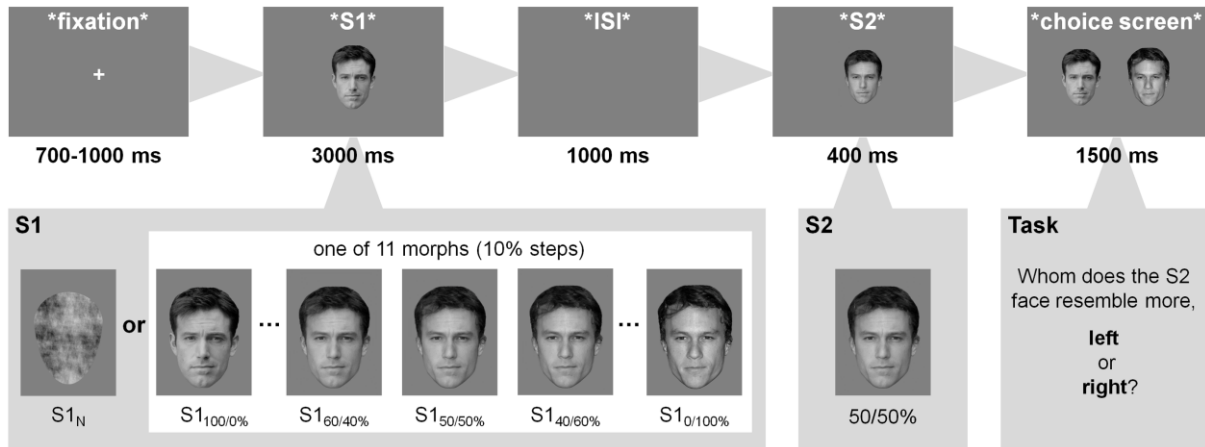 *fixation*
*S1*
*ISI*
*S2*
*choice screen*
+
700-1000 ms
3000 ms
1000 ms
400 ms
1500 ms
S1
one of 11 morphs (10% steps)
or
...
...
S1N
S1100/0%
S160/40%
S150/50%
S140/60%
S10/100%
S2
50/50%
Task
Whom does the S2
face resemble more,
left
or
right?